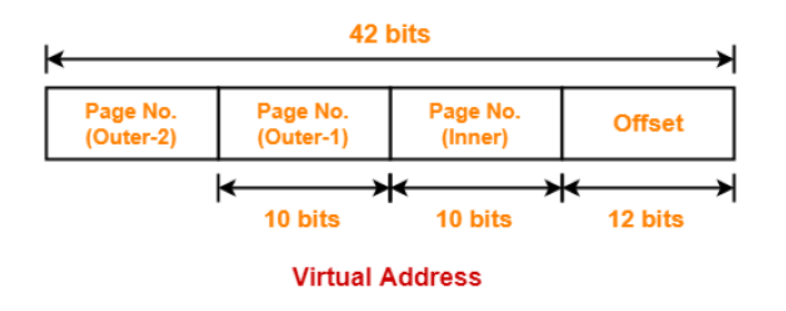 42 bits
Page No.
(Outer-2)
Page No.
(Outer-1)
Page No.
(Inner)
Offset
10 bits
10 bits
12 bits
Virtual Address